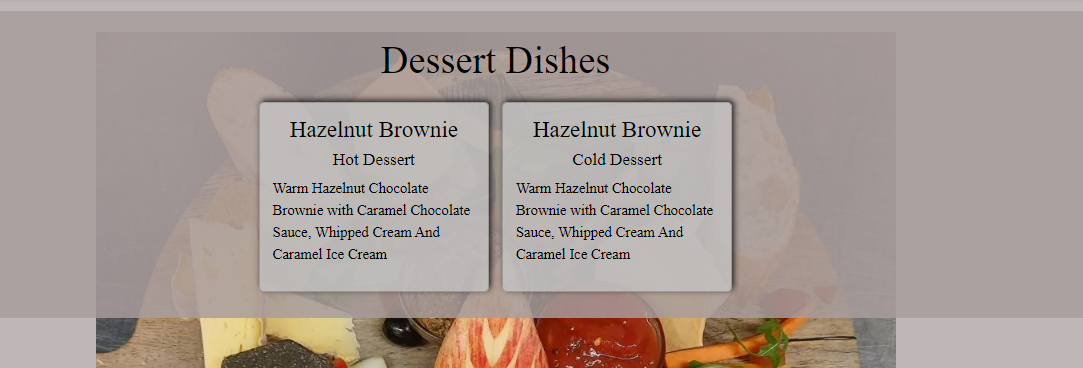 Dessert Dishes
Hazelnut Brownie
Hot Dessert
Warm Hazelnut Chocolate
Brownie with Caramel Chocolate
Sauce, Whipped Cream And
Caramel Ice Cream
Hazelnut Brownie
Cold Dessert
Warm Hazelnut Chocolate
Brownie with Caramel Chocolate
Sauce, Whipped Cream And
Caramel Ice Cream